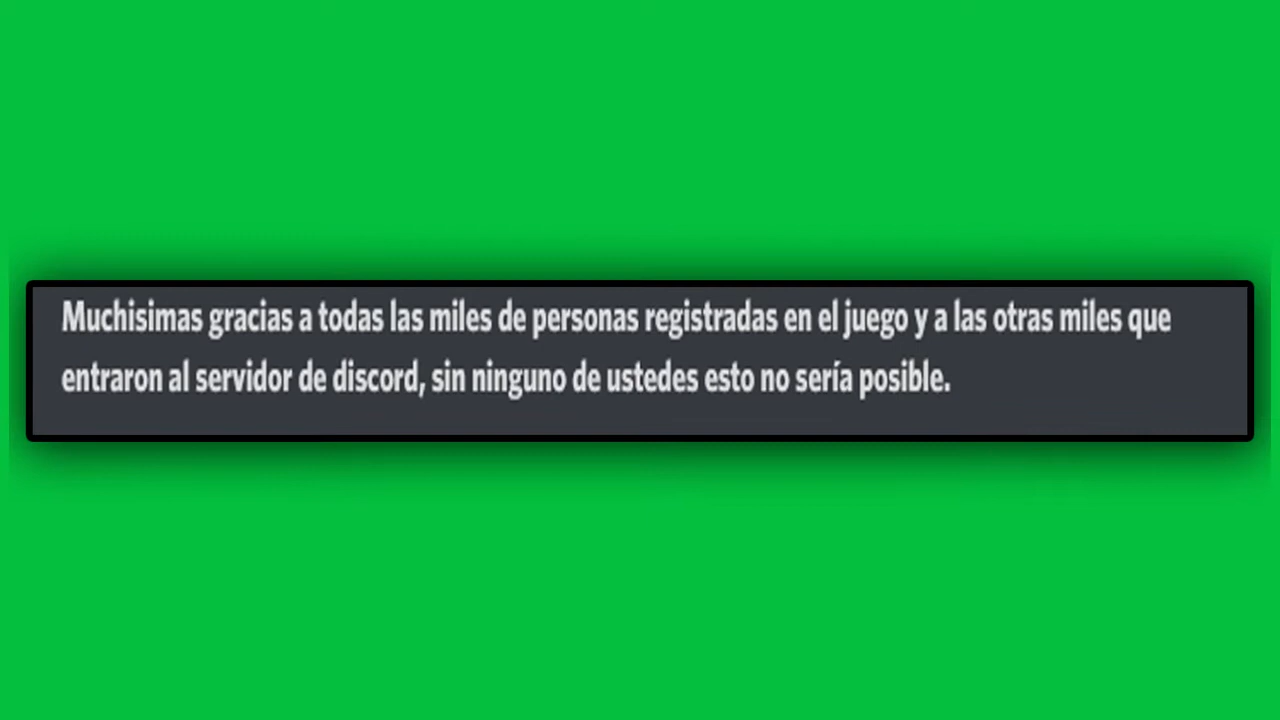 Muchisimas gracias a todas las miles de personas registradas en el juego y a las otras miles que
entraron al servidor de discord, sin ninguno de ustedes esto no sería posible.